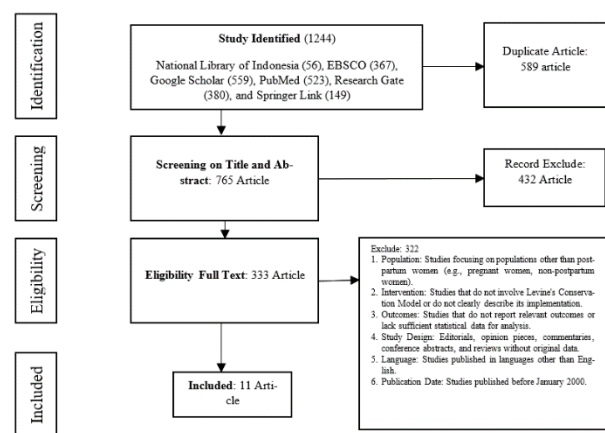 Identification
Study Identified (1244)
National Library of Indonesia (56), EBSCO (367),
Google Scholar (559), PubMed (523), Research Gate
(380), and Springer Link (149)
Duplicate Article:
589 article
Screening
Screening on Title and Ab-
stract: 765 Article
Record Exclude:
432 Article
Eligibility
Eligibility Full Text: 333 Article
Exclude: 322
1. Population: Studies focusing on populations other than post-
partum women (e.g., pregnant women, non-postpartum
women).
2. Intervention: Studies that do not involve Levine's Conserva-
tion Model or do not clearly describe its implementation.
3. Outcomes: Studies that do not report relevant outcomes or
lack sufficient statistical data for analysis.
4. Study Design: Editorials, opinion pieces, commentaries,
conference abstracts, and reviews without original data.
5. Language: Studies published in languages other than Eng-
lish.
6. Publication Date: Studies published before January 2000.
Included
Included: 11 Arti-
cle